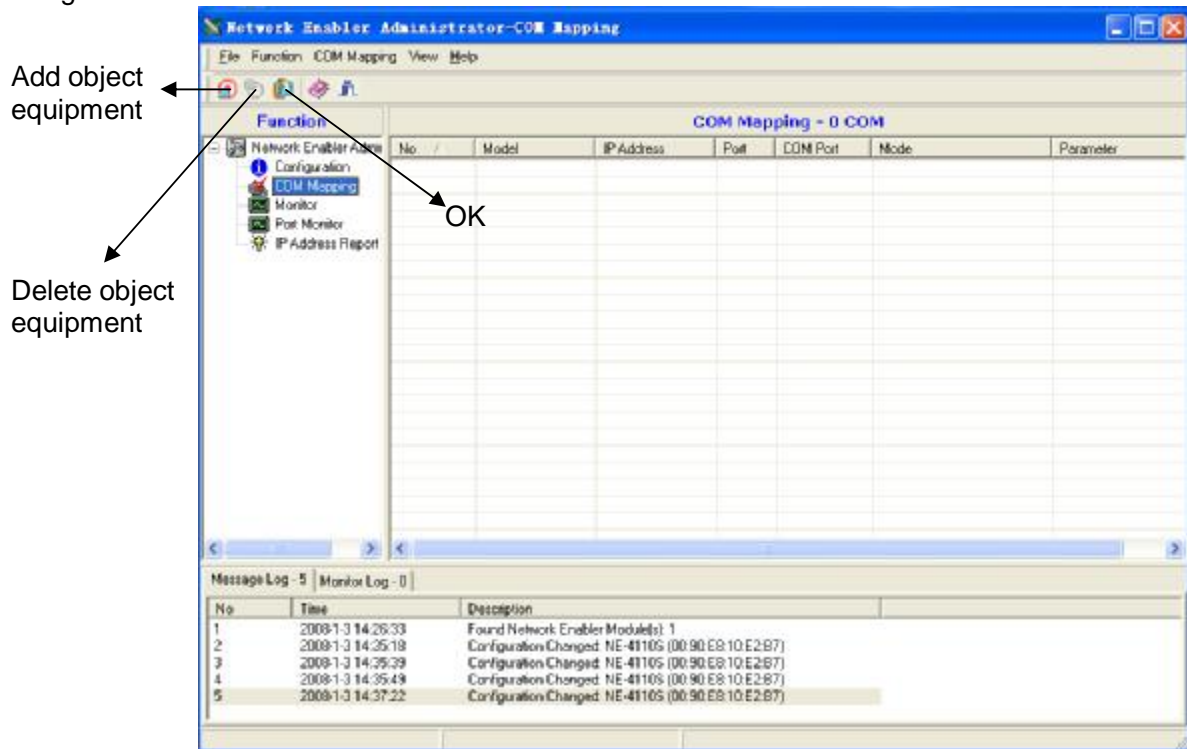 Network Enabler Administrator-COM Mapping
File Function COM Mapping View Help
Add object
equipment
Function
COM Mapping - 0 COM
No / Model IP Address Port COM Port Mode Parameter
Network Enabler Admin
Configuration
COM Mapping
Monitor
Port Monitor
IP Address Report
OK
Delete object
equipment
Message Log - 5 Monitor Log - 0
No Time Description
1 2008-1-3 14:26:33 Found Network Enabler Module(s): 1
2 2008-1-3 14:35:18 Configuration Changed: NE-4110S (00:90:E8:10:E2:B7)
3 2008-1-3 14:35:39 Configuration Changed: NE-4110S (00:90:E8:10:E2:B7)
4 2008-1-3 14:35:49 Configuration Changed: NE-4110S (00:90:E8:10:E2:B7)
5 2008-1-3 14:37:22 Configuration Changed: NE-4110S (00:90:E8:10:E2:B7)